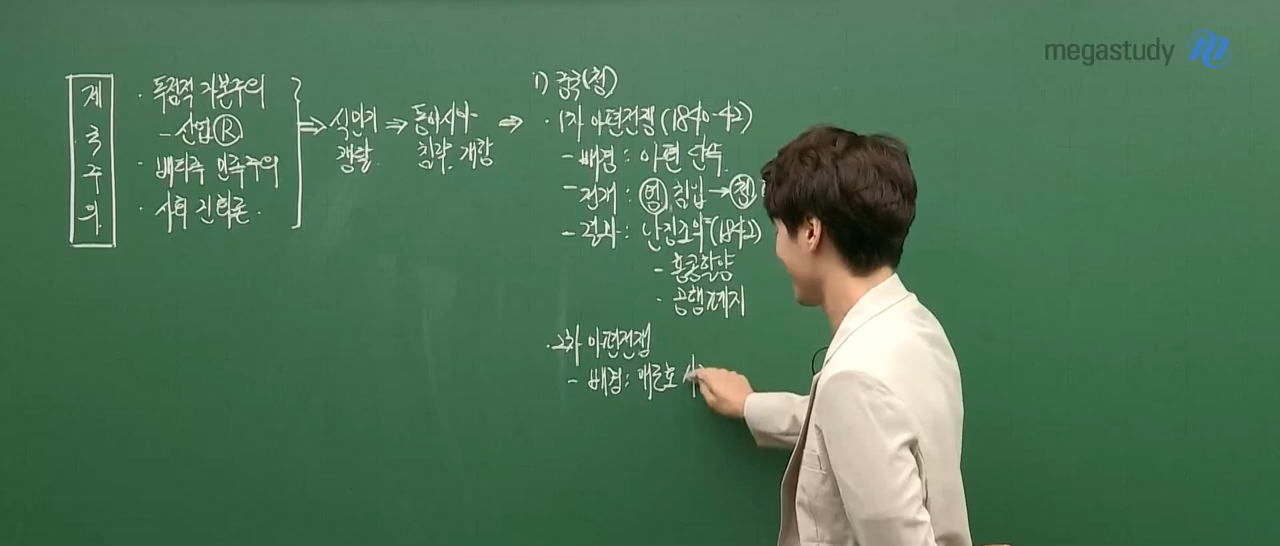 megastudy
제국주의
· 독점적 자본주의
- 산업 Ⓡ
· 배타주 민족주의
· 사회 진화론.
⇒ 식민지 쟁탈.
⇒ 동아시아 침략, 개항
⇒
1) 중국(청)
· 1차 아편전쟁 (1840-42)
- 배경 : 아편 단속.
- 전개 : 영, 침입 → 청
- 결과 : 난징조약(1842)
- 홍콩할양
· 공행폐지
· 2차 아편전쟁
- 배경 : 애로호 사